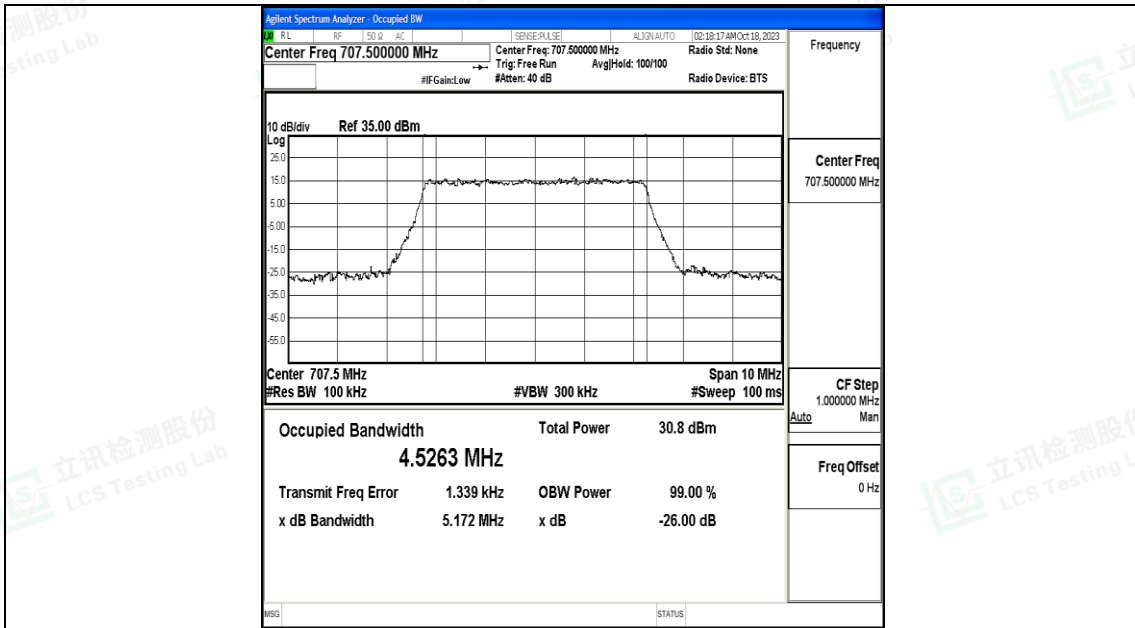 Agilent Spectrum Analyzer - Occupied BW
RL RF 50 Ω AC SENSE:PULSE ALIGN AUTO 02:18:17 AM Oct 18, 2023
Center Freq 707.500000 MHz
Center Freq: 707.500000 MHz
Radio Std: None
Trig: Free Run Avg|Hold: 100/100
#IFGain:Low
#Atten: 40 dB
Radio Device: BTS
Frequency
10 dB/div Ref 35.00 dBm
Log
25.0
15.0
5.00
-5.00
-15.0
-25.0
-35.0
-45.0
-55.0
Center Freq
707.500000 MHz
Center 707.5 MHz
Span 10 MHz
#Res BW 100 kHz
#VBW 300 kHz
#Sweep 100 ms
CF Step
1.000000 MHz
Auto Man
Freq Offset
0 Hz
Occupied Bandwidth
Total Power 30.8 dBm
4.5263 MHz
Transmit Freq Error 1.339 kHz OBW Power 99.00 %
x dB Bandwidth 5.172 MHz x dB -26.00 dB
MSG
STATUS
立讯检测股份
LCS Testing Lab
立讯检测股份